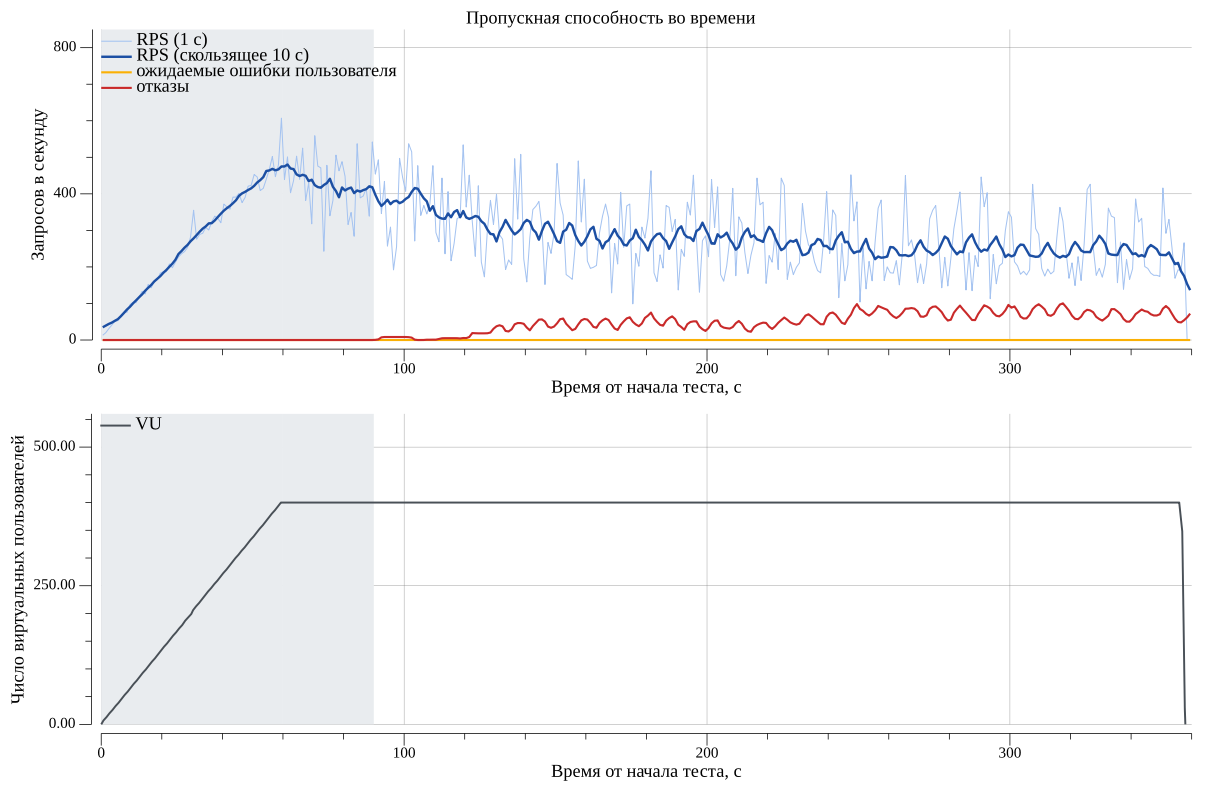 Пропускная способность во времени
RPS (1 с)
RPS (скользящее 10 с)
ожидаемые ошибки пользователя
отказы
Запросов в секунду
800
400
0
0
100
200
300
Время от начала теста, с
VU
Число виртуальных пользователей
500.00
250.00
0.00
0
100
200
300
Время от начала теста, с